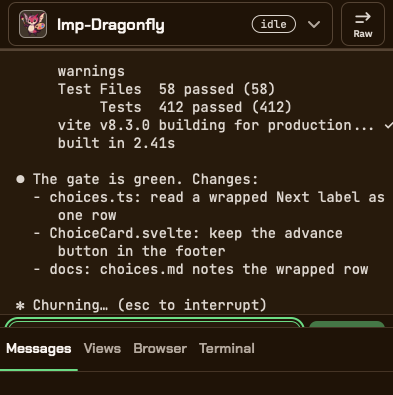 Imp-Dragonfly
idle
Raw
warnings
Test Files 58 passed (58)
Tests 412 passed (412)
vite v8.3.0 building for production... ✓
built in 2.41s
● The gate is green. Changes:
- choices.ts: read a wrapped Next label as
one row
- ChoiceCard.svelte: keep the advance
button in the footer
- docs: choices.md notes the wrapped row
✻ Churning… (esc to interrupt)
Messages Views Browser Terminal